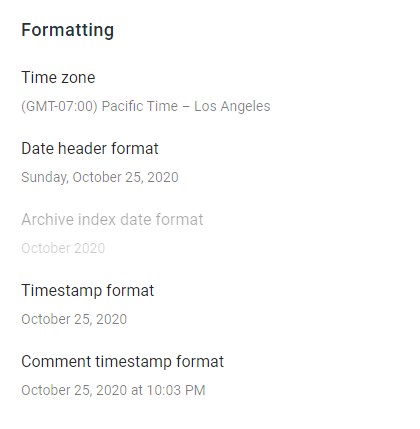 Formatting
Time zone
(GMT-07:00) Pacific Time – Los Angeles
Date header format
Sunday, October 25, 2020
Archive index date format
October 2020
Timestamp format
October 25, 2020
Comment timestamp format
October 25, 2020 at 10:03 PM